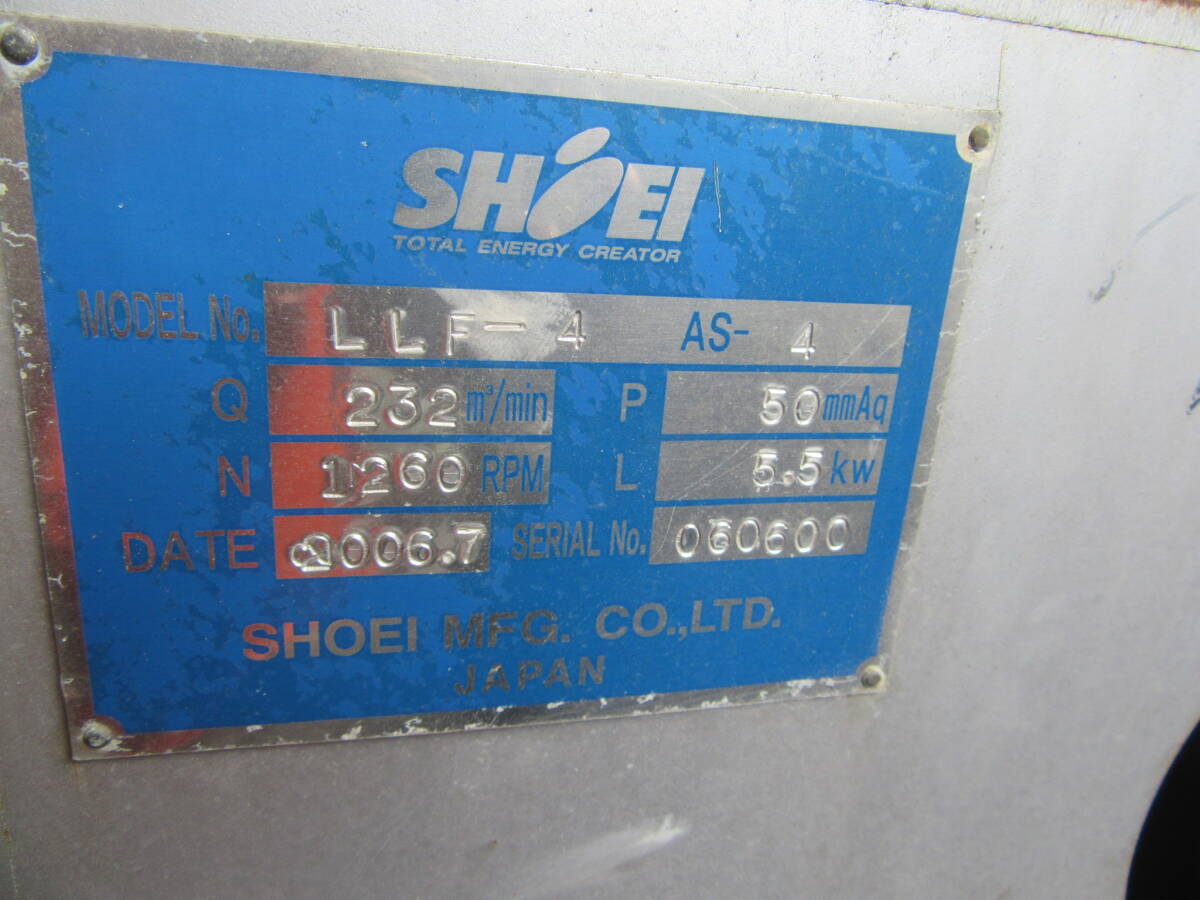 SHOEI
TOTAL ENERGY CREATOR
MODEL No. LLF-4 AS-4
Q 232 m³/min P 50 mmAq
N 1260 RPM L 5.5 kw
DATE 2006.7 SERIAL No. 060600
SHOEI MFG. CO.,LTD.
JAPAN